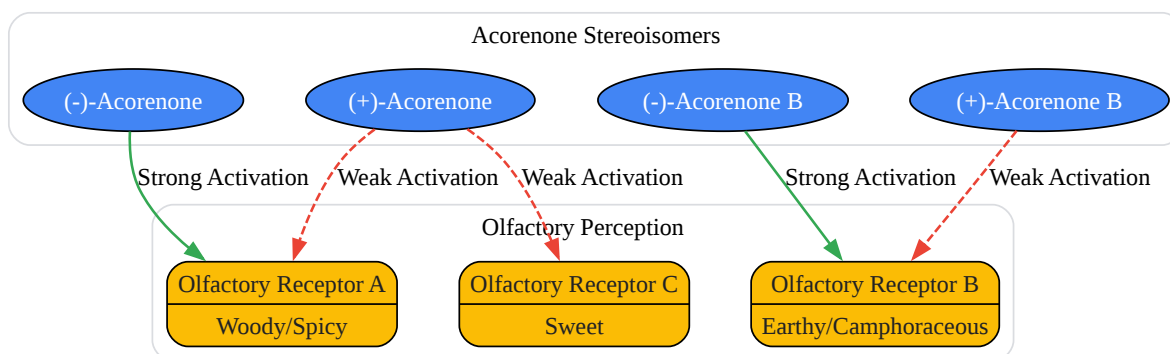 Acorenone Stereoisomers
(-)-Acorenone
(+)-Acorenone
(-)-Acorenone B
(+)-Acorenone B
Strong Activation
Weak Activation
Weak Activation
Strong Activation
Weak Activation
Olfactory Perception
Olfactory Receptor A
Woody/Spicy
Olfactory Receptor C
Sweet
Olfactory Receptor B
Earthy/Camphoraceous